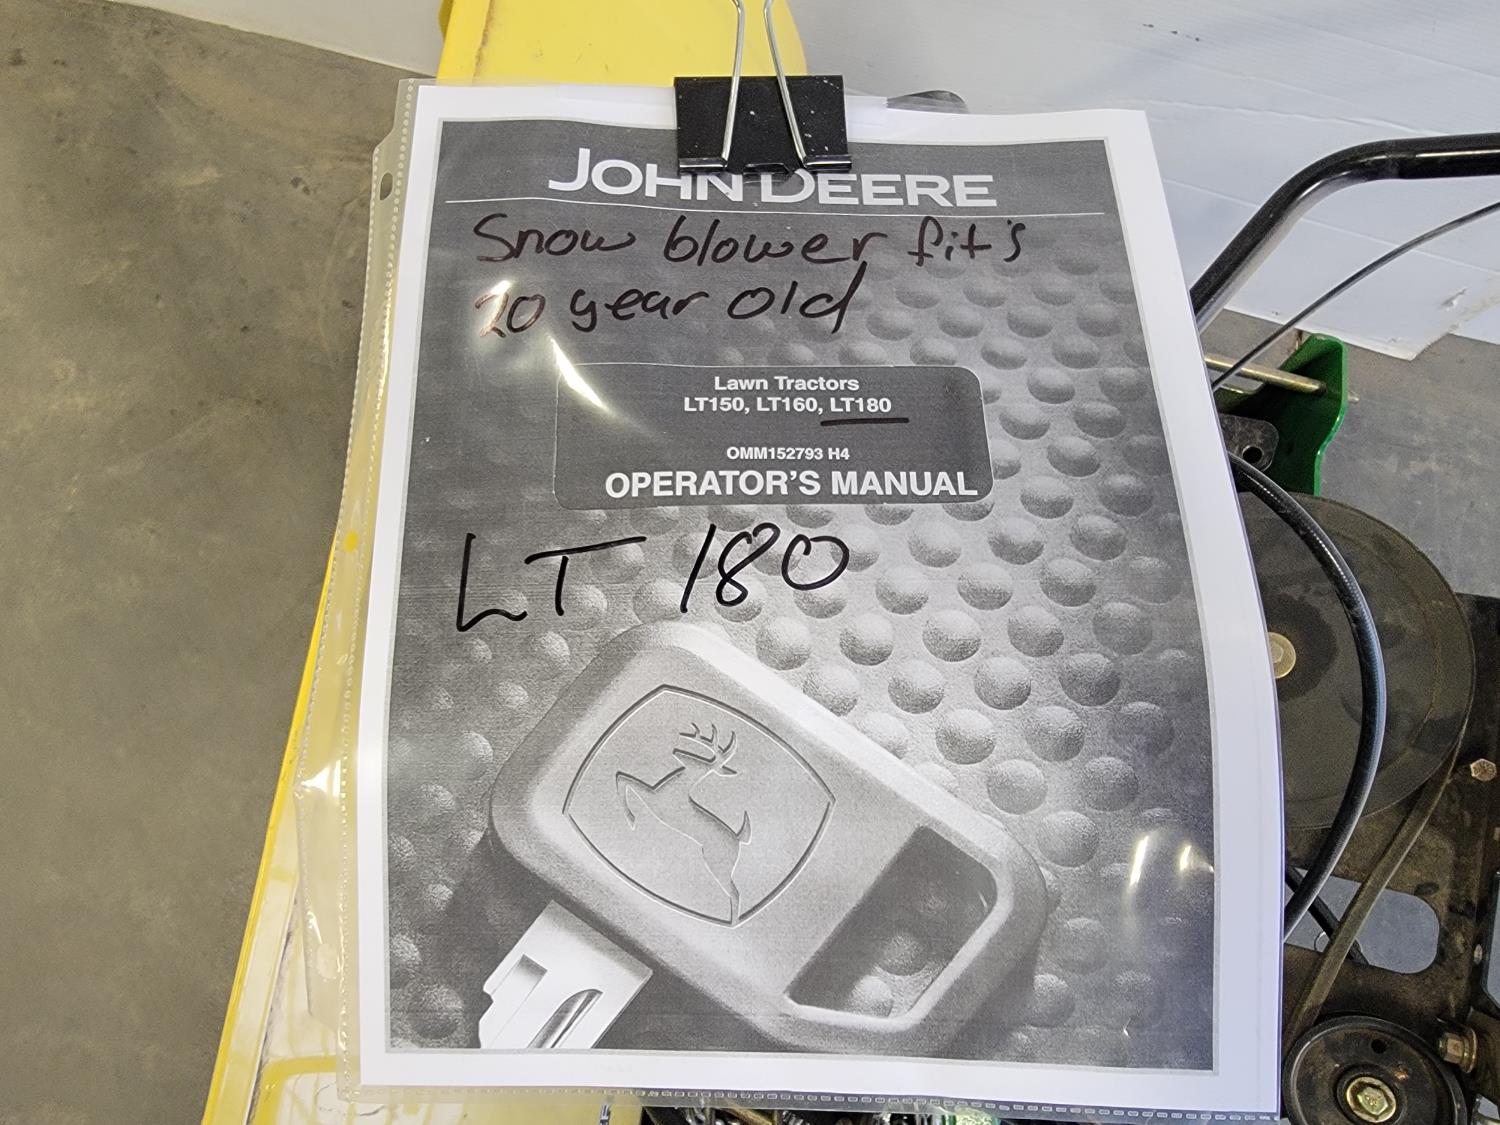 JOHN DEERE
Snow blower fit's
20 year old
Lawn Tractors
LT150, LT160, LT180
OMM152793 H4
OPERATOR'S MANUAL
LT 180